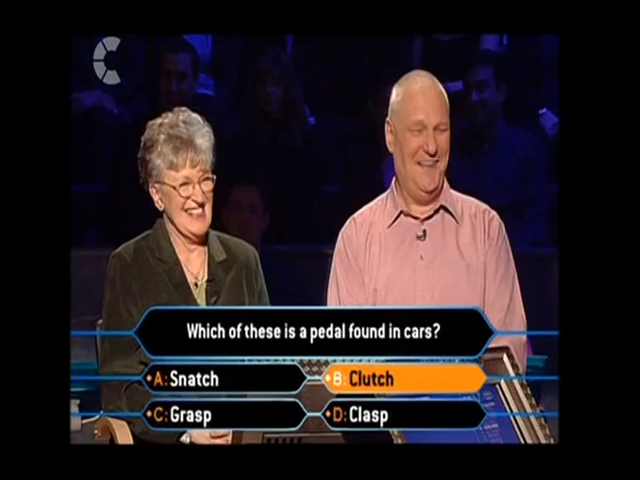 Which of these is a pedal found in cars?
A: Snatch
B: Clutch
C: Grasp
D: Clasp